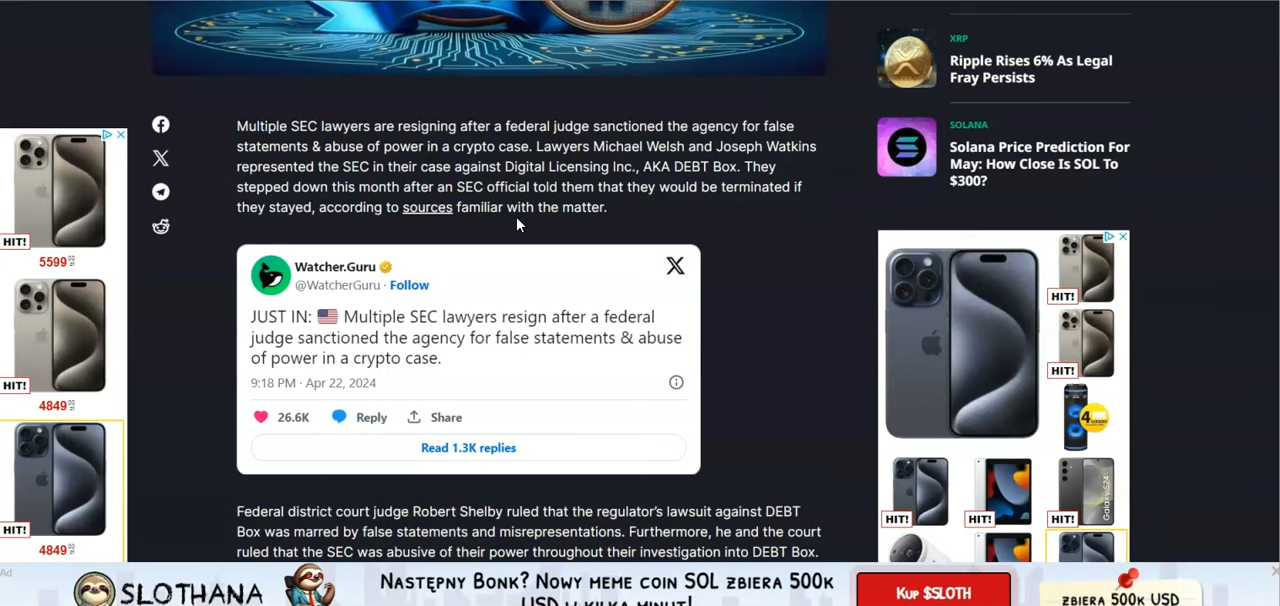 Multiple SEC lawyers are resigning after a federal judge sanctioned the agency for false
statements & abuse of power in a crypto case. Lawyers Michael Welsh and Joseph Watkins
represented the SEC in their case against Digital Licensing Inc., AKA DEBT Box. They
stepped down this month after an SEC official told them that they would be terminated if
they stayed, according to sources familiar with the matter.
Watcher.Guru
@WatcherGuru · Follow
JUST IN: 🇺🇸 Multiple SEC lawyers resign after a federal
judge sanctioned the agency for false statements & abuse
of power in a crypto case.
9:18 PM · Apr 22, 2024
26.6K Reply Share
Read 1.3K replies
Federal district court judge Robert Shelby ruled that the regulator's lawsuit against DEBT
Box was marred by false statements and misrepresentations. Furthermore, he and the court
ruled that the SEC was abusive of their power throughout their investigation into DEBT Box.
XRP
Ripple Rises 6% As Legal
Fray Persists
SOLANA
Solana Price Prediction For
May: How Close Is SOL To
$300?
HIT!
5599
HIT!
4849
HIT!
4849
HIT!
HIT!
4
HIT!
HIT!
HIT!
Galaxy S24
Ad
SLOTHANA
Następny Bonk? Nowy meme coin SOL zbiera 500k
USD w kilka minut!
Kup $SLOTH
zbiera 500k USD